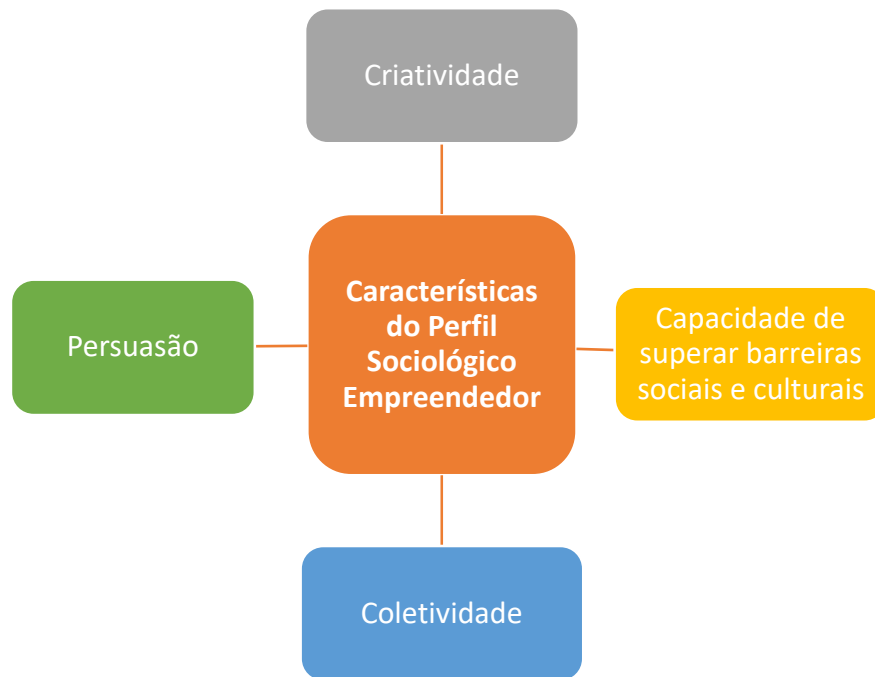 Criatividade
Características
do Perfil
Sociológico
Empreendedor
Persuasão
Capacidade de
superar barreiras
sociais e culturais
Coletividade